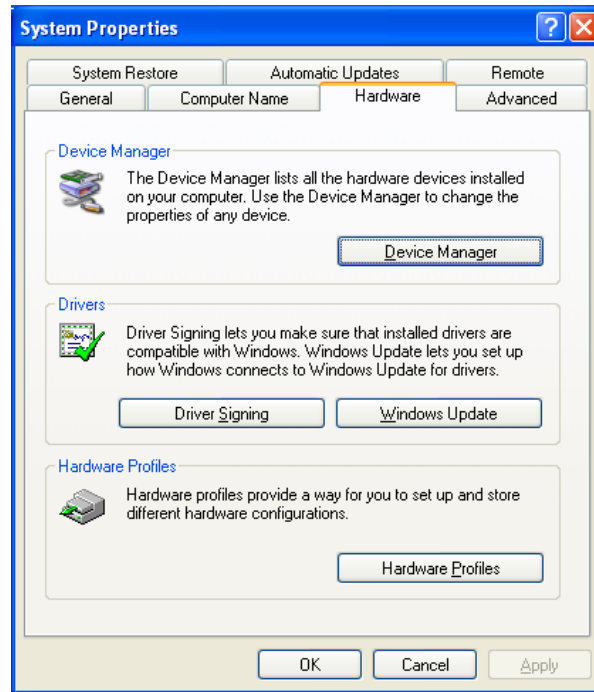 System Properties
System Restore Automatic Updates Remote
General Computer Name Hardware Advanced
Device Manager
The Device Manager lists all the hardware devices installed
on your computer. Use the Device Manager to change the
properties of any device.
Device Manager
Drivers
Driver Signing lets you make sure that installed drivers are
compatible with Windows. Windows Update lets you set up
how Windows connects to Windows Update for drivers.
Driver Signing Windows Update
Hardware Profiles
Hardware profiles provide a way for you to set up and store
different hardware configurations.
Hardware Profiles
OK Cancel Apply